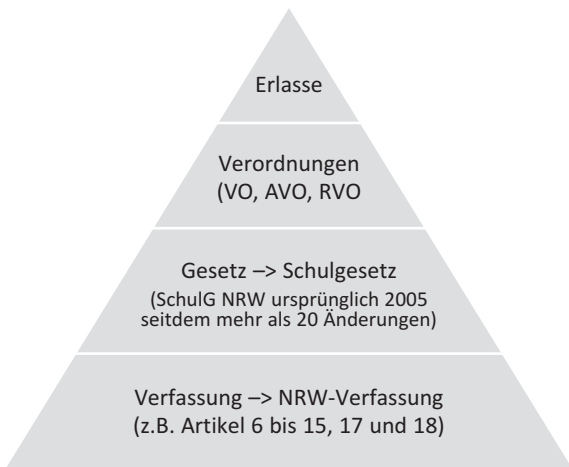 Erlasse
Verordnungen
(VO, AVO, RVO
Gesetz –> Schulgesetz
(SchulG NRW ursprünglich 2005
seitdem mehr als 20 Änderungen)
Verfassung –> NRW-Verfassung
(z.B. Artikel 6 bis 15, 17 und 18)